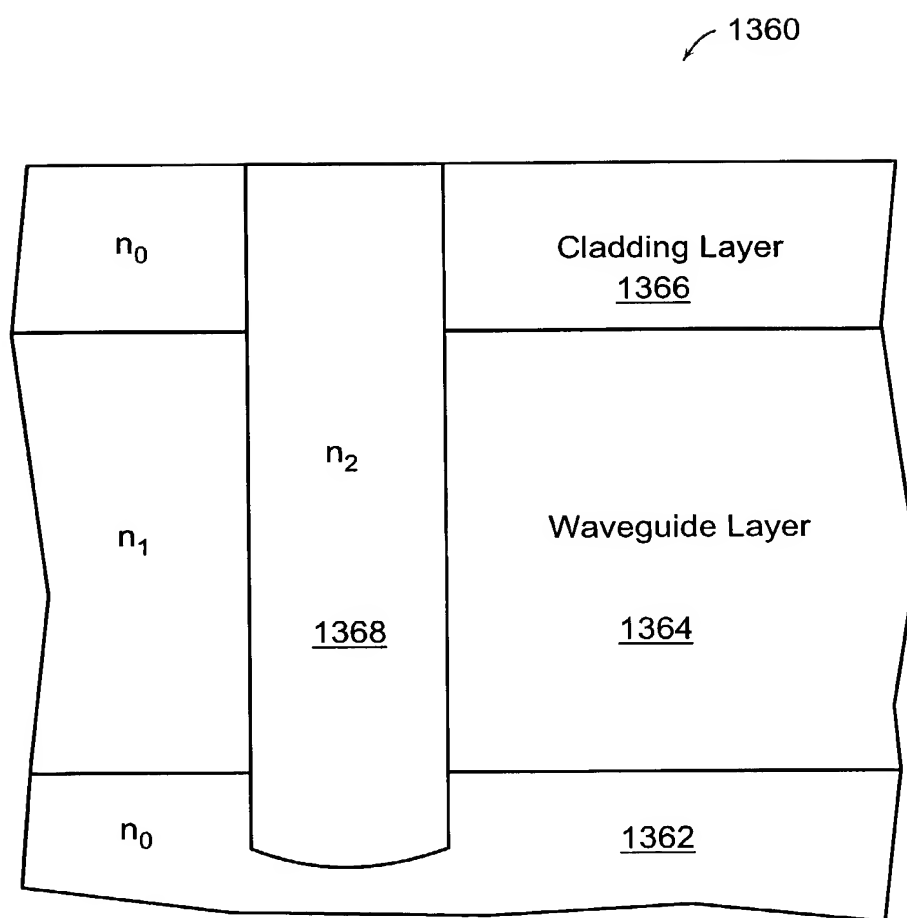 1360
n₀
Cladding Layer
1366
n₂
n₁
Waveguide Layer
1368
1364
n₀
1362